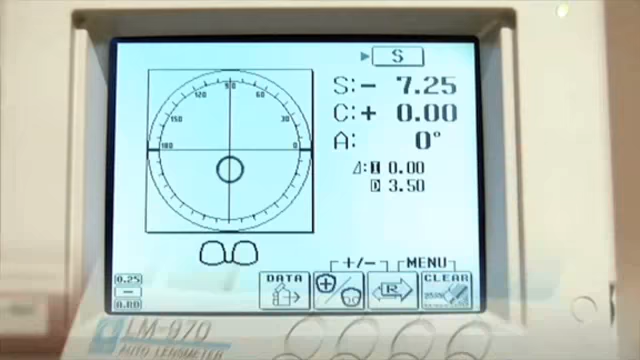 S
S: − 7.25
C: + 0.00
A: 0°
90
120 60
150 30
180 0
⊿: I 0.00
D 3.50
+/− MENU
DATA R CLEAR
0.25
−
A.RD
LM-970
AUTO LENSMETER